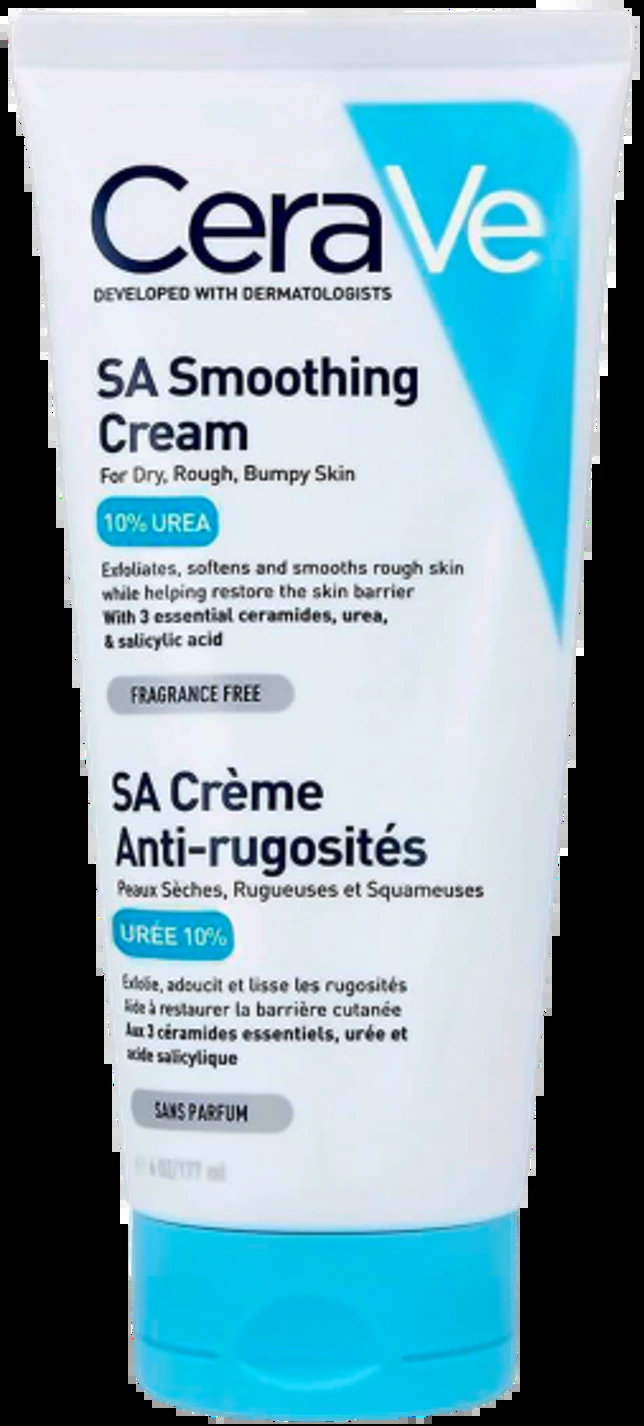 CeraVe
DEVELOPED WITH DERMATOLOGISTS
SA Smoothing
Cream
For Dry, Rough, Bumpy Skin
10% UREA
Exfoliates, softens and smooths rough skin
while helping restore the skin barrier
With 3 essential ceramides, urea,
& salicylic acid
FRAGRANCE FREE
SA Crème
Anti-rugosités
Peaux Sèches, Rugueuses et Squameuses
URÉE 10%
Exfolie, adoucit et lisse les rugosités
Aide à restaurer la barrière cutanée
Aux 3 céramides essentiels, urée et
acide salicylique
SANS PARFUM